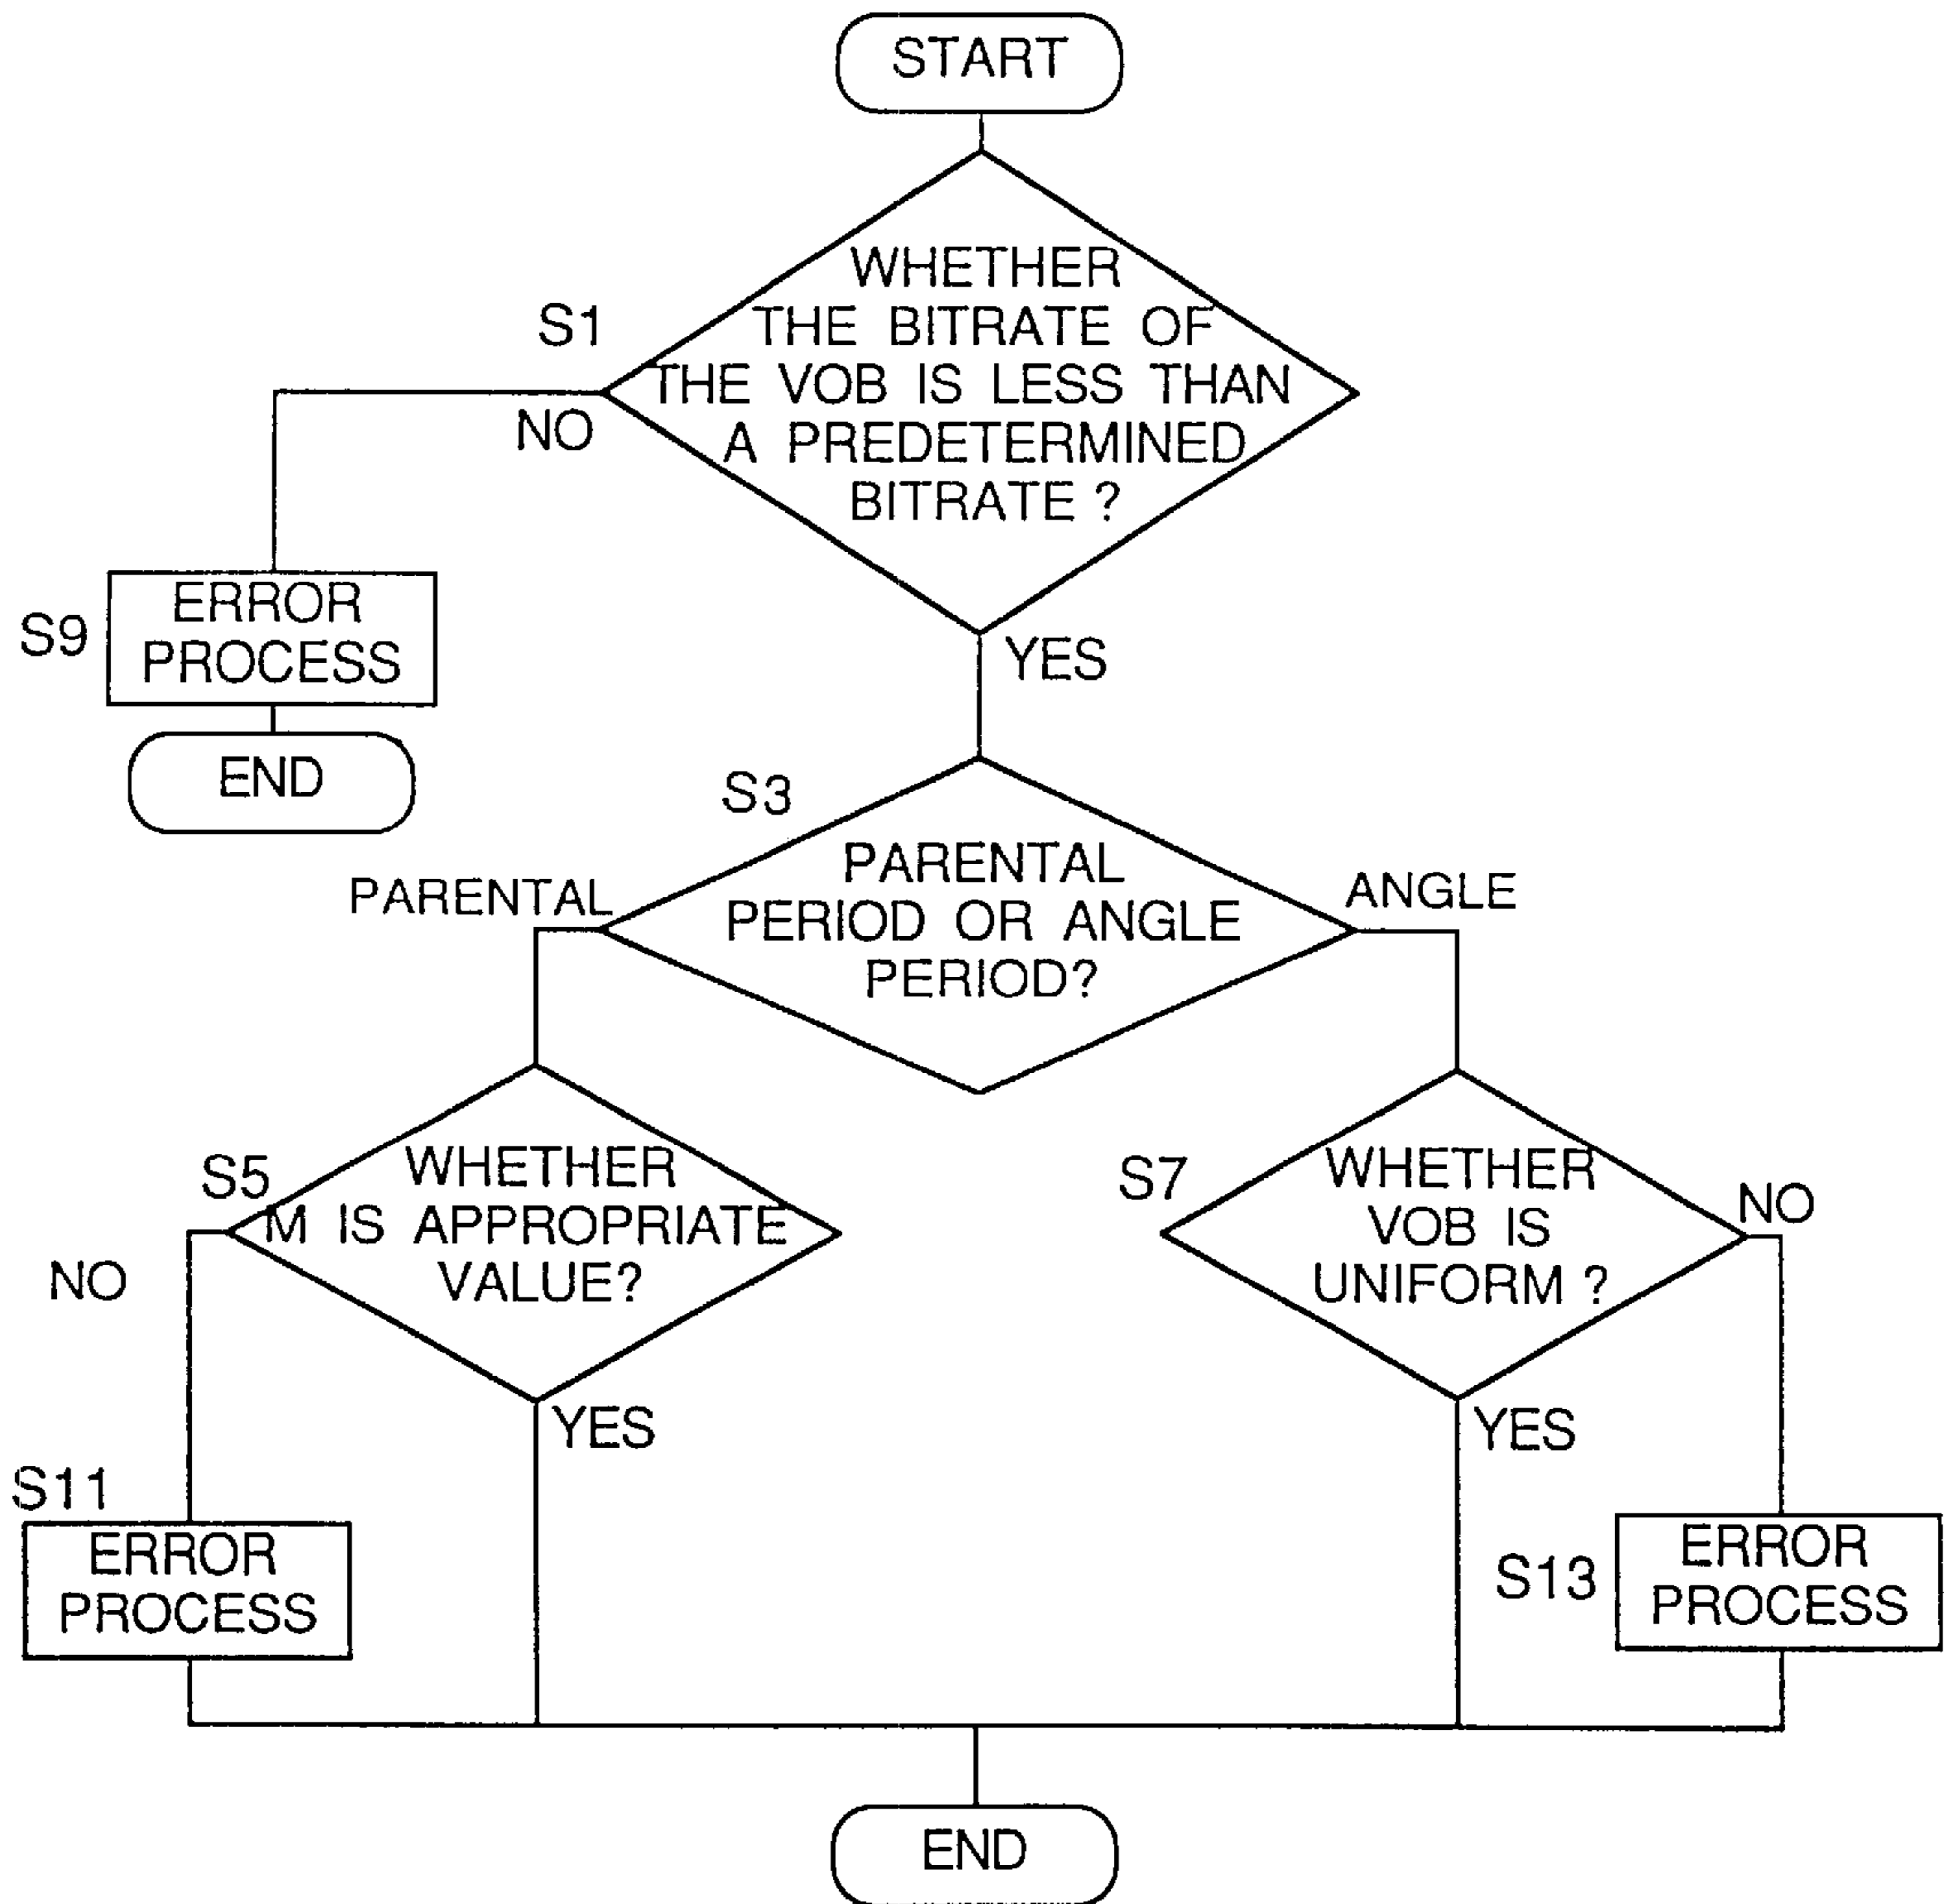 START
S1
WHETHER
THE BITRATE OF
THE VOB IS LESS THAN
A PREDETERMINED
BITRATE ?
NO
YES
S9
ERROR
PROCESS
END
S3
PARENTAL
PERIOD OR ANGLE
PERIOD?
PARENTAL
ANGLE
S5
WHETHER
M IS APPROPRIATE
VALUE?
NO
YES
S7
WHETHER
VOB IS
UNIFORM ?
NO
YES
S11
ERROR
PROCESS
S13
ERROR
PROCESS
END